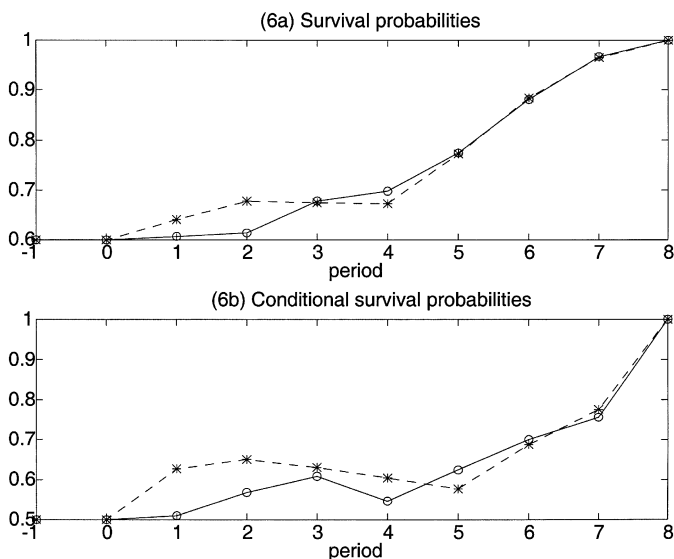 (6a) Survival probabilities
1
0.9
0.8
0.7
0.6
-1 0 1 2 3 4 5 6 7 8
period
(6b) Conditional survival probabilities
1
0.9
0.8
0.7
0.6
0.5
-1 0 1 2 3 4 5 6 7 8
period